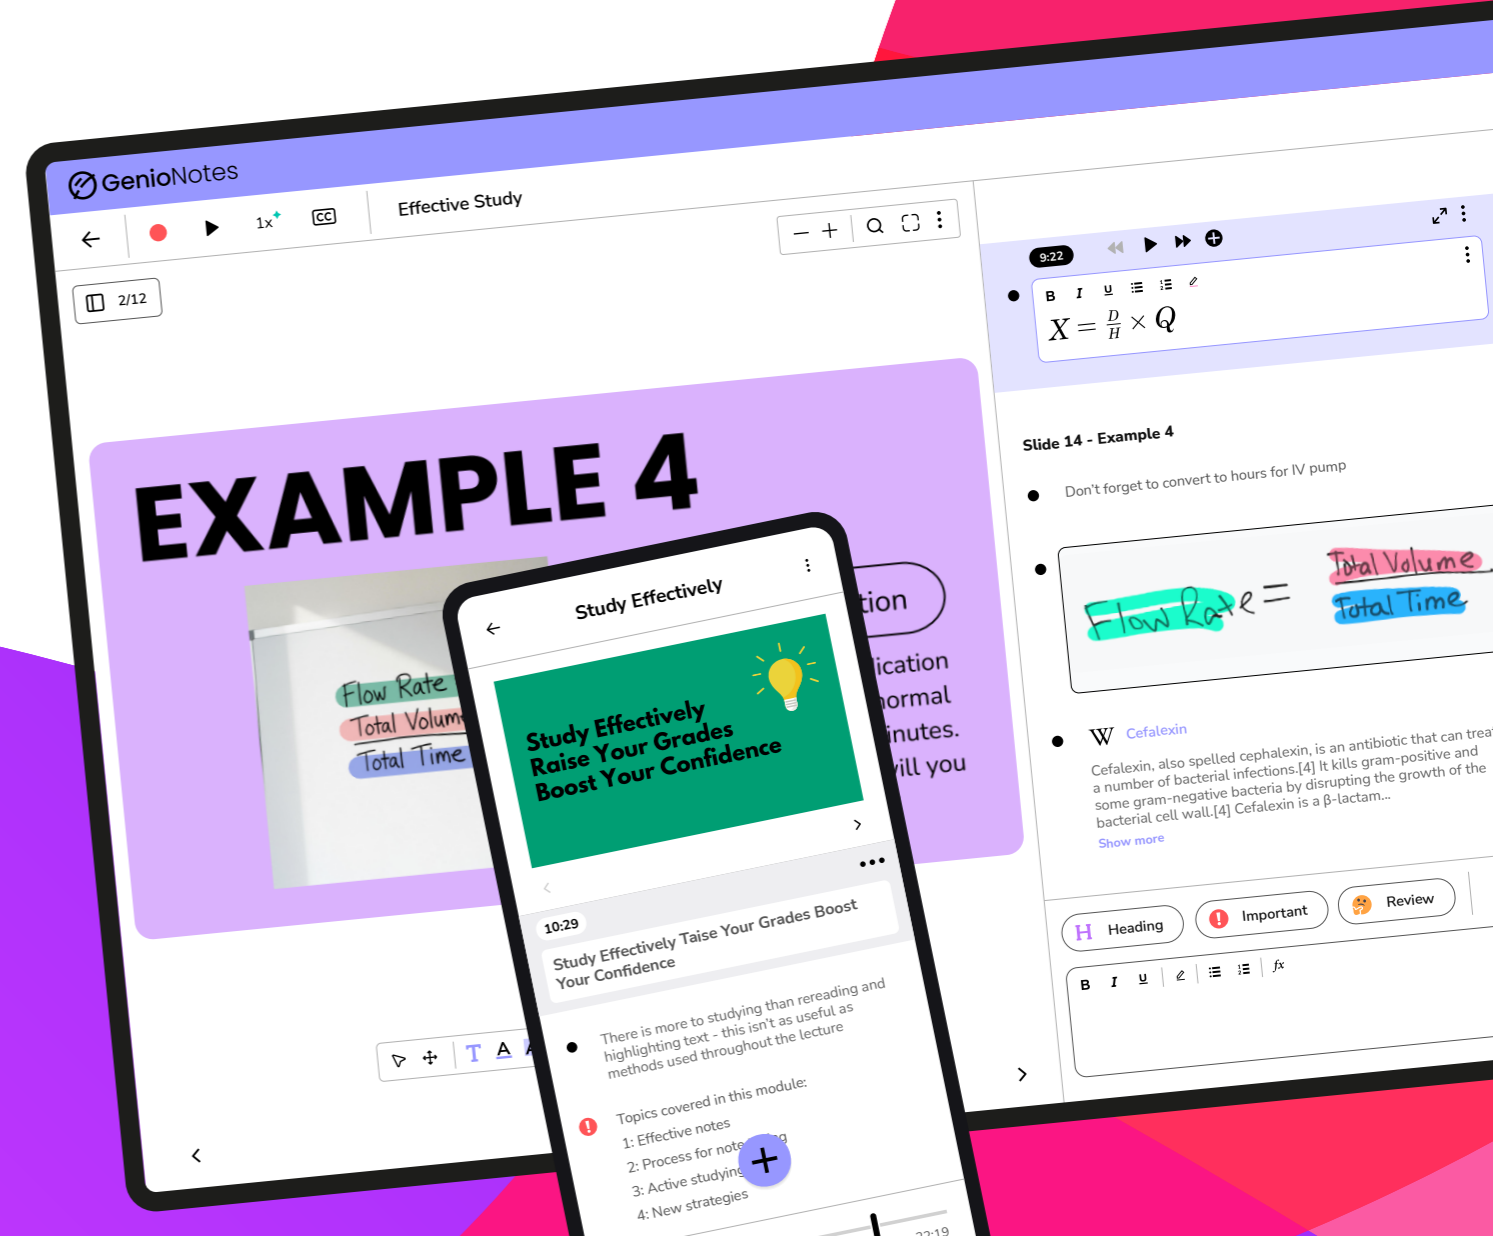 GenioNotes
1x
CC
Effective Study
2/12
EXAMPLE 4
Flow Rate
Total Volum
Total Time
tion
lication
normal
inutes.
vill you
9:22
B I U
X = D/H × Q
Slide 14 - Example 4
Don't forget to convert to hours for IV pump
Flow Rate = Total Volume
Total Time
W Cefalexin
Cefalexin, also spelled cephalexin, is an antibiotic that can treat
a number of bacterial infections.[4] It kills gram-positive and
some gram-negative bacteria by disrupting the growth of the
bacterial cell wall.[4] Cefalexin is a β-lactam...
Show more
H Heading
Important
Review
B I U fx
T A
Study Effectively
Study Effectively
Raise Your Grades
Boost Your Confidence
10:29
Study Effectively Taise Your Grades Boost
Your Confidence
There is more to studying than rereading and
highlighting text - this isn't as useful as
methods used throughout the lecture
Topics covered in this module:
1: Effective notes
2: Process for note
3: Active studying
4: New strategies